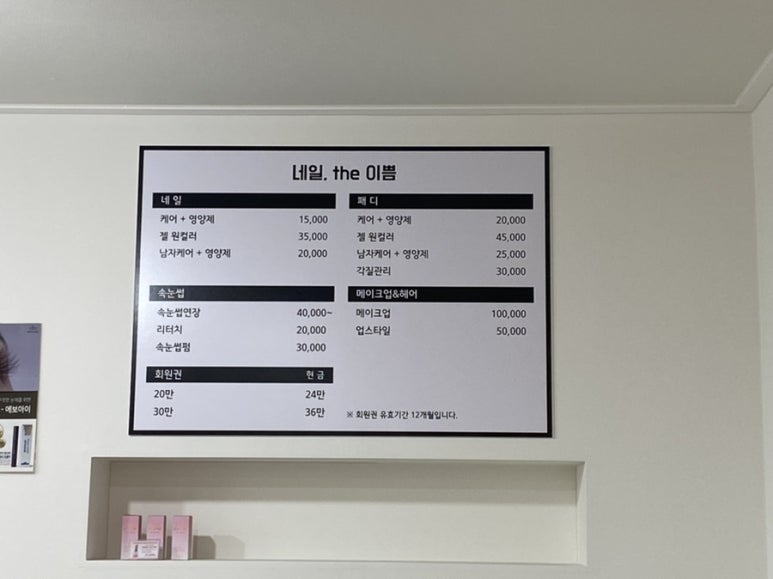 네일, the 이쁨
네 일
케어 + 영양제 15,000
젤 원컬러 35,000
남자케어 + 영양제 20,000
패 디
케어 + 영양제 20,000
젤 원컬러 45,000
남자케어 + 영양제 25,000
각질관리 30,000
속눈썹
속눈썹연장 40,000~
리터치 20,000
속눈썹펌 30,000
메이크업&헤어
메이크업 100,000
업스타일 50,000
회원권 현 금
20만 24만
30만 36만
※ 회원권 유효기간 12개월입니다.
- 에보아이